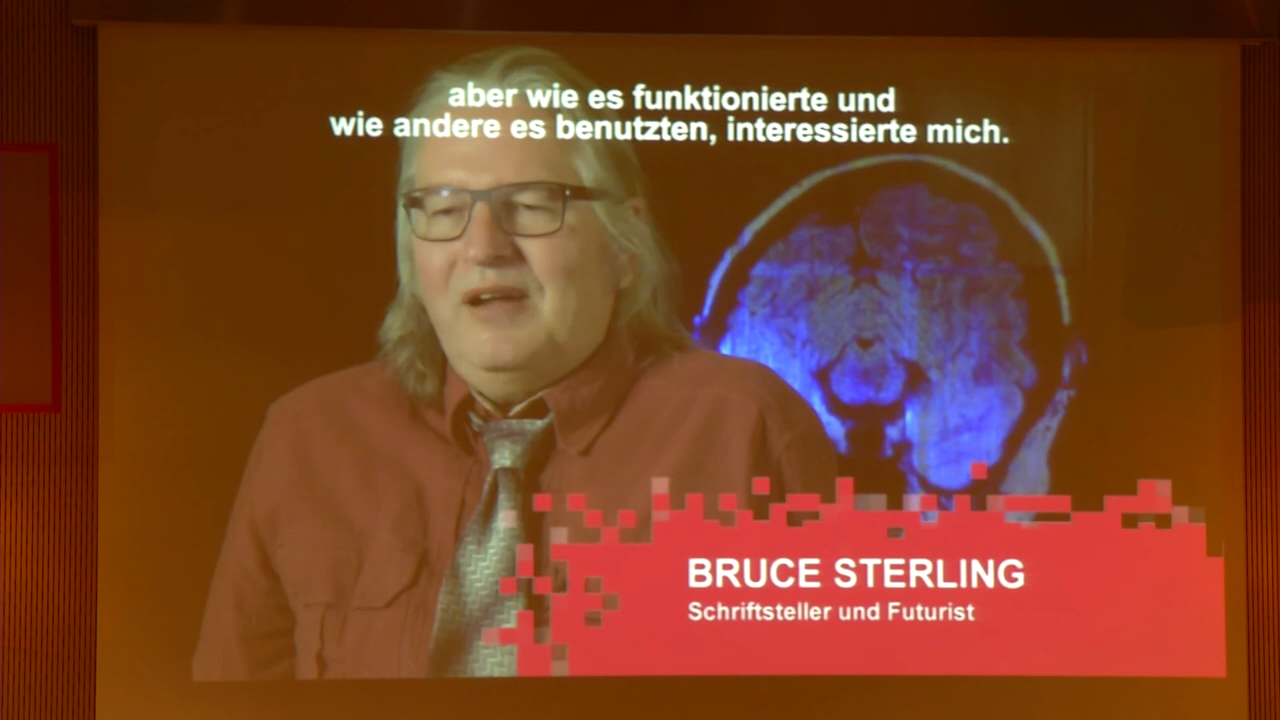 aber wie es funktionierte und
wie andere es benutzten, interessierte mich.
BRUCE STERLING
Schriftsteller und Futurist